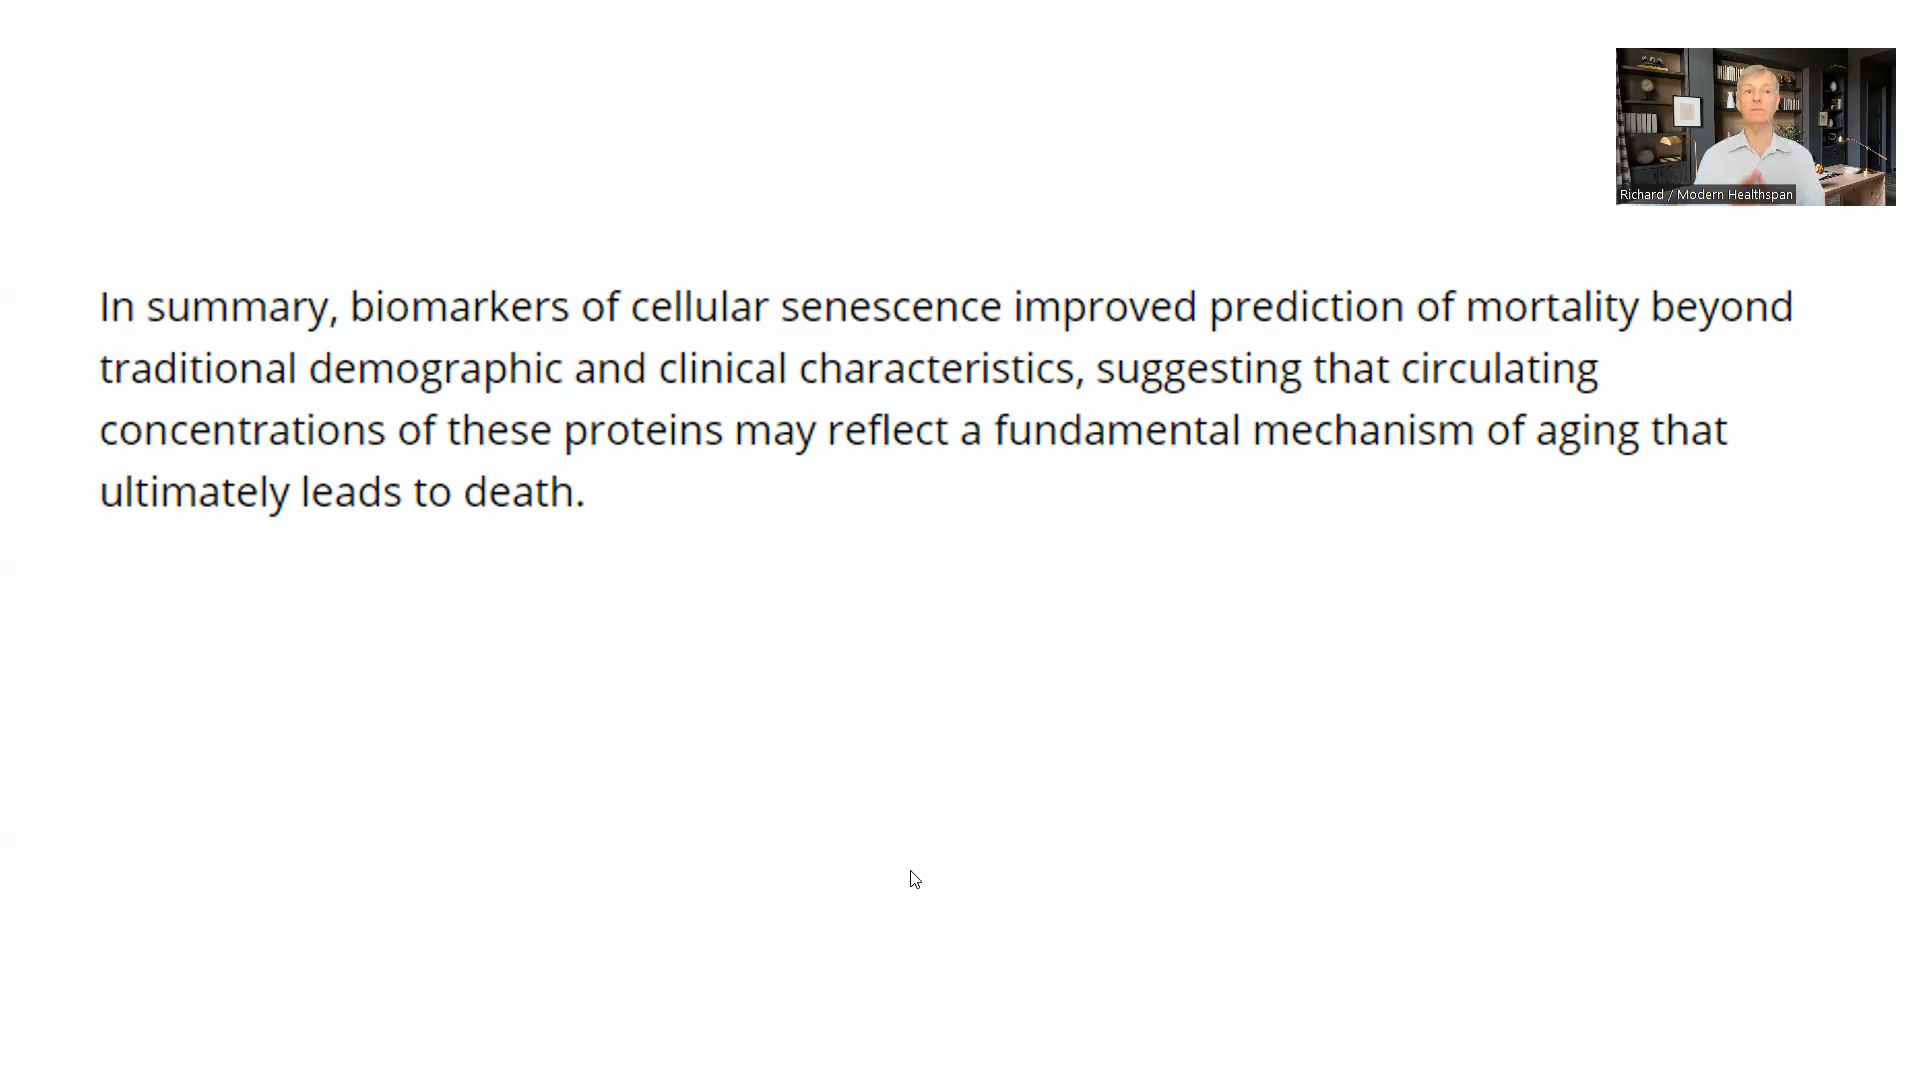 Richard / Modern Healthspan
In summary, biomarkers of cellular senescence improved prediction of mortality beyond
traditional demographic and clinical characteristics, suggesting that circulating
concentrations of these proteins may reflect a fundamental mechanism of aging that
ultimately leads to death.